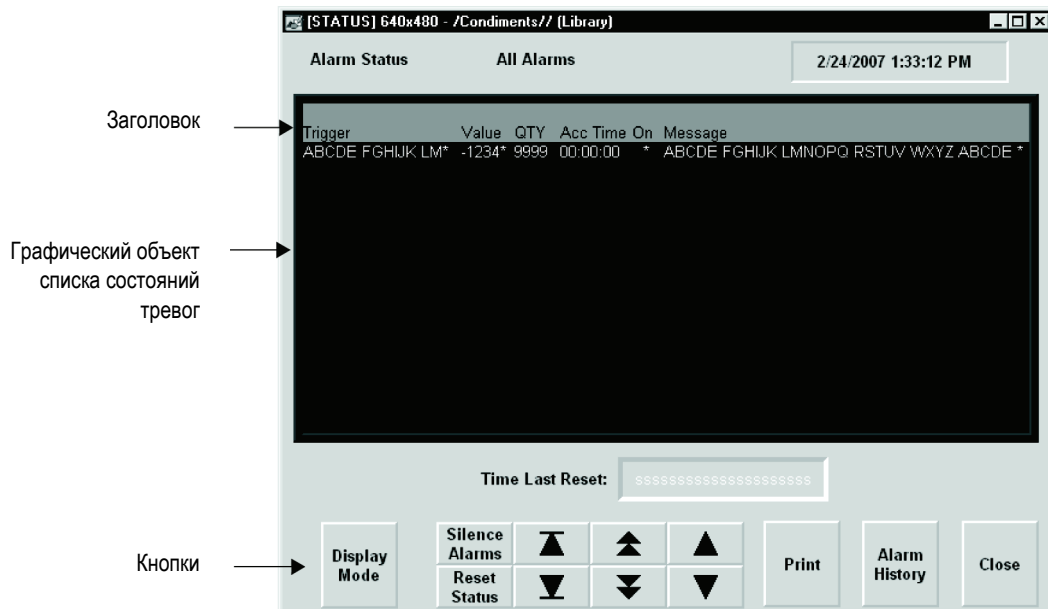 [STATUS] 640x480 - /Condiments// (Library)
Alarm Status All Alarms 2/24/2007 1:33:12 PM
Заголовок
Trigger Value QTY Acc Time On Message
ABCDE FGHIJK LM* -1234* 9999 00:00:00 * ABCDE FGHIJK LMNOPQ RSTUV WXYZ ABCDE *
Графический объект
списка состояний
тревог
Time Last Reset: sssssssssssssssssssss
Кнопки
Display
Mode
Silence
Alarms
Reset
Status
Print
Alarm
History
Close